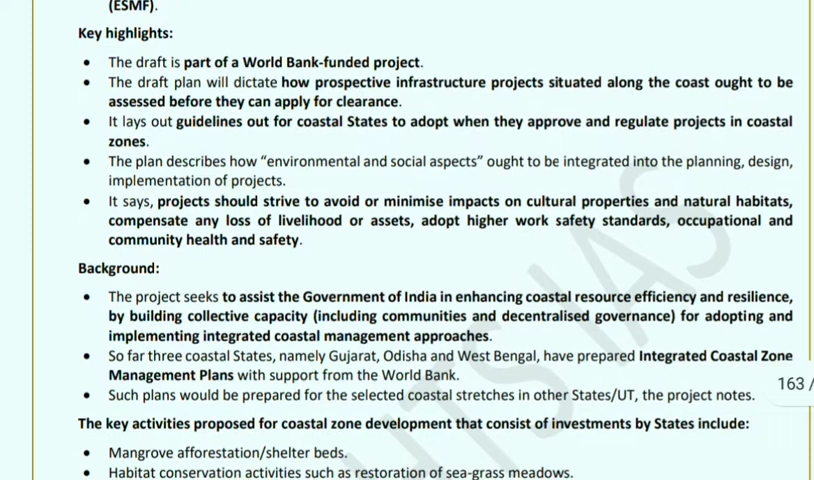 (ESMF).
Key highlights:
• The draft is part of a World Bank-funded project.
• The draft plan will dictate how prospective infrastructure projects situated along the coast ought to be
assessed before they can apply for clearance.
• It lays out guidelines out for coastal States to adopt when they approve and regulate projects in coastal
zones.
• The plan describes how “environmental and social aspects” ought to be integrated into the planning, design,
implementation of projects.
• It says, projects should strive to avoid or minimise impacts on cultural properties and natural habitats,
compensate any loss of livelihood or assets, adopt higher work safety standards, occupational and
community health and safety.
Background:
• The project seeks to assist the Government of India in enhancing coastal resource efficiency and resilience,
by building collective capacity (including communities and decentralised governance) for adopting and
implementing integrated coastal management approaches.
• So far three coastal States, namely Gujarat, Odisha and West Bengal, have prepared Integrated Coastal Zone
Management Plans with support from the World Bank.
163 /
• Such plans would be prepared for the selected coastal stretches in other States/UT, the project notes.
The key activities proposed for coastal zone development that consist of investments by States include:
• Mangrove afforestation/shelter beds.
• Habitat conservation activities such as restoration of sea-grass meadows.